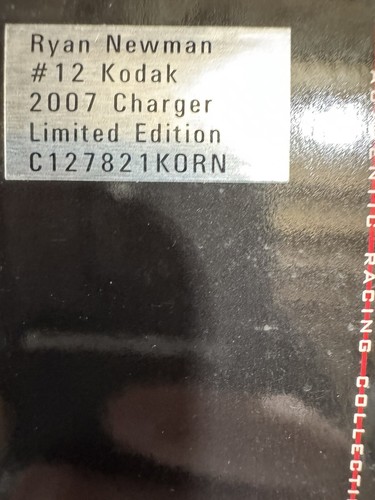 Ryan Newman
#12 Kodak
2007 Charger
Limited Edition
C127821KORN
RACING COLLECTI